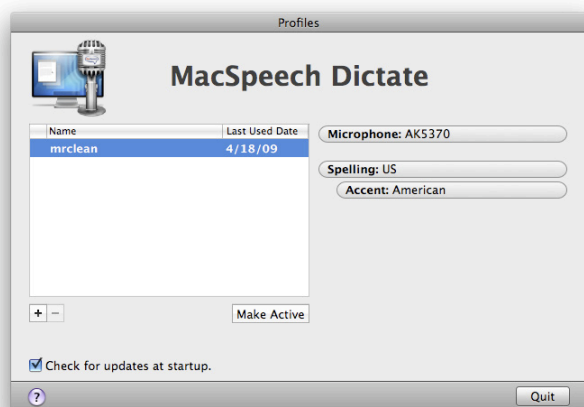 Profiles
MacSpeech Dictate
Name Last Used Date
mrclean 4/18/09
Microphone: AK5370
Spelling: US
Accent: American
+ −
Make Active
Check for updates at startup.
?
Quit